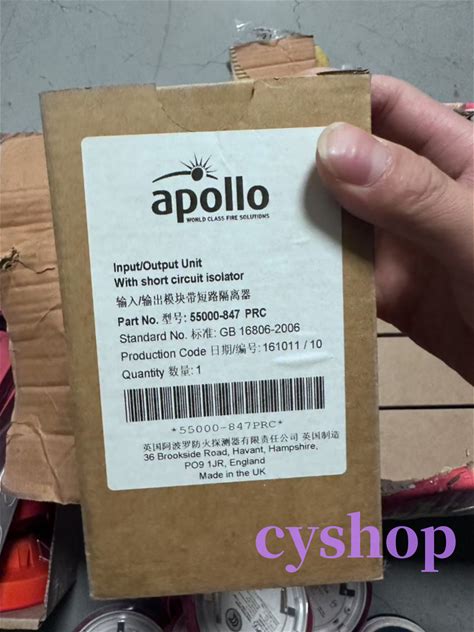 apollo
WORLD CLASS FIRE SOLUTIONS
Input/Output Unit
With short circuit isolator
输入/输出模块带短路隔离器
Part No. 型号: 55000-847 PRC
Standard No. 标准: GB 16806-2006
Production Code 日期/编号: 161011 / 10
Quantity 数量: 1
*55000-847PRC*
英国阿波罗防火探测器有限责任公司 英国制造
36 Brookside Road, Havant, Hampshire,
PO9 1JR, England
Made in the UK
cyshop